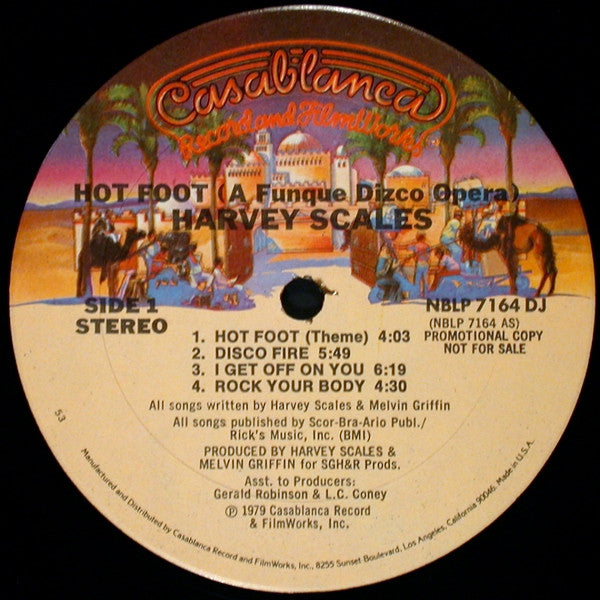 Casablanca
Record and FilmWorks
HOT FOOT (A Funque Dizco Opera)
HARVEY SCALES
SIDE 1
STEREO
NBLP 7164 DJ
(NBLP 7164 AS)
PROMOTIONAL COPY
NOT FOR SALE
1. HOT FOOT (Theme) 4:03
2. DISCO FIRE 5:49
3. I GET OFF ON YOU 6:19
4. ROCK YOUR BODY 4:30
All songs written by Harvey Scales & Melvin Griffin
All songs published by Scor-Bra-Ario Publ./
Rick's Music, Inc. (BMI)
PRODUCED BY HARVEY SCALES &
MELVIN GRIFFIN for SGH&R Prods.
Asst. to Producers:
Gerald Robinson & L.C. Coney
℗ 1979 Casablanca Record
& FilmWorks, Inc.
53
Manufactured and Distributed by Casablanca Record and FilmWorks, Inc., 8255 Sunset Boulevard, Los Angeles, California 90046. Made in U.S.A.